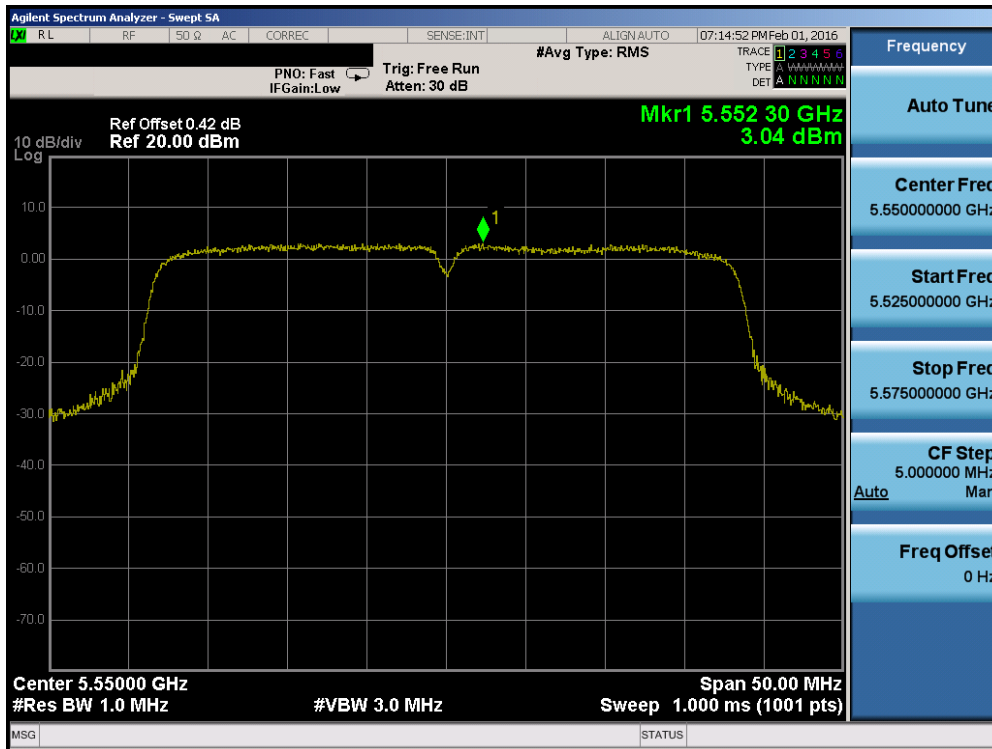 Agilent Spectrum Analyzer - Swept SA
LXI RL RF 50 Ω AC CORREC SENSE:INT ALIGN AUTO 07:14:52 PM Feb 01, 2016
#Avg Type: RMS TRACE 1 2 3 4 5 6
PNO: Fast Trig: Free Run TYPE A WWWWW
IFGain:Low Atten: 30 dB DET A N N N N N
Mkr1 5.552 30 GHz
3.04 dBm
Ref Offset 0.42 dB
10 dB/div Ref 20.00 dBm
Log
1
10.0
0.00
-10.0
-20.0
-30.0
-40.0
-50.0
-60.0
-70.0
Center 5.55000 GHz Span 50.00 MHz
#Res BW 1.0 MHz #VBW 3.0 MHz Sweep 1.000 ms (1001 pts)
MSG STATUS
Frequency
Auto Tune
Center Freq
5.550000000 GHz
Start Freq
5.525000000 GHz
Stop Freq
5.575000000 GHz
CF Step
5.000000 MHz
Auto Man
Freq Offset
0 Hz